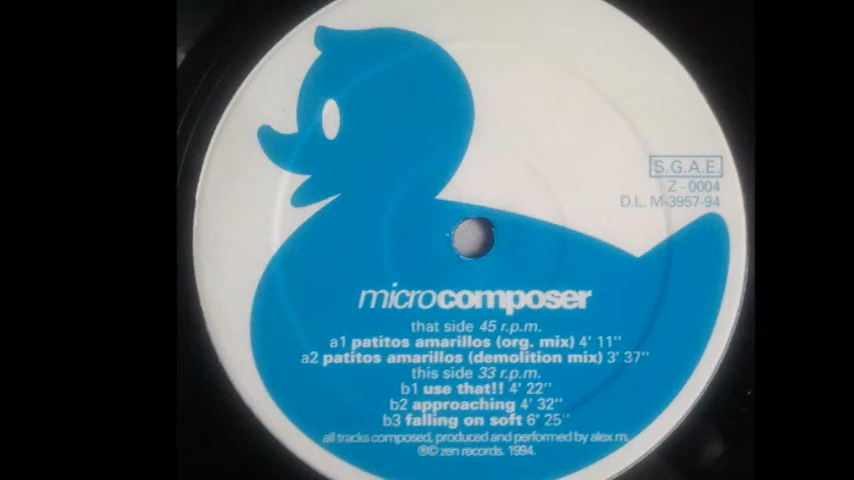 S.G.A.E.
Z - 0004
D.L. M-3957-94
microcomposer
that side 45 r.p.m.
a1 patitos amarillos (org. mix) 4' 11''
a2 patitos amarillos (demolition mix) 3' 37''
this side 33 r.p.m.
b1 use that!! 4' 22''
b2 approaching 4' 32''
b3 falling on soft 6' 25''
all tracks composed, produced and performed by alex m.
℗© zen records. 1994.